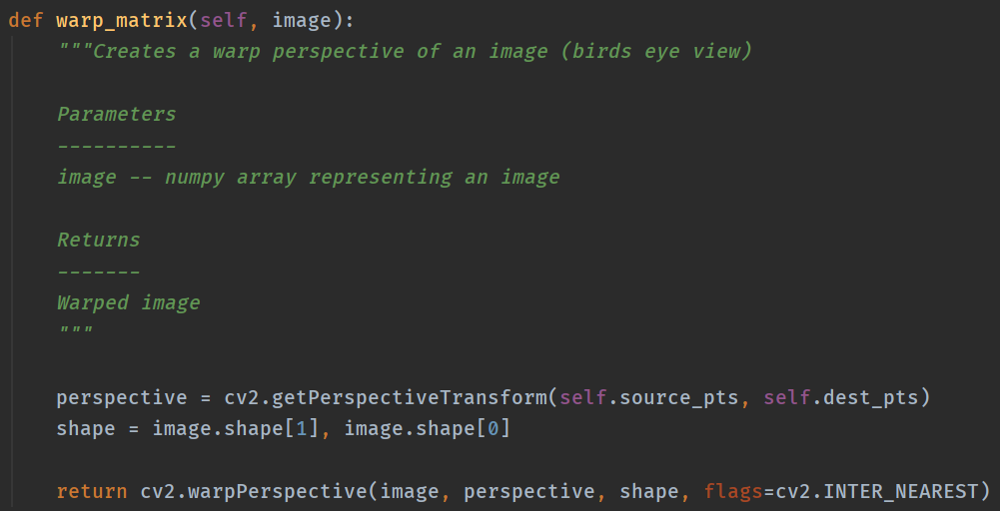 def warp_matrix(self, image):
    """Creates a warp perspective of an image (birds eye view)

    Parameters
    ----------
    image -- numpy array representing an image

    Returns
    -------
    Warped image
    """

    perspective = cv2.getPerspectiveTransform(self.source_pts, self.dest_pts)
    shape = image.shape[1], image.shape[0]

    return cv2.warpPerspective(image, perspective, shape, flags=cv2.INTER_NEAREST)